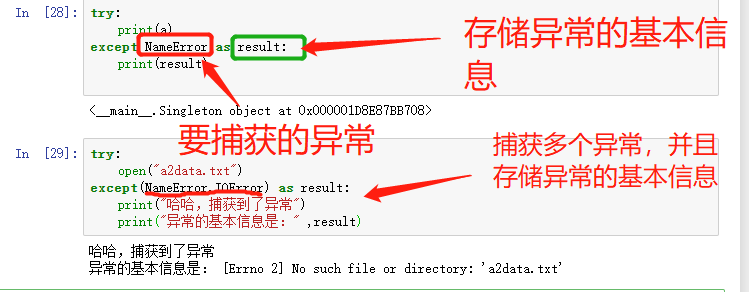 In [28]:
try:
print(a)
except NameError as result:
print(result)
存储异常的基本信
息
<__main__.Singleton object at 0x000001D8E87BB708>
要捕获的异常
In [29]:
try:
open("a2data.txt")
except(NameError,IOError) as result:
print("哈哈，捕获到了异常")
print("异常的基本信息是：" ,result)
捕获多个异常，并且
存储异常的基本信息
哈哈，捕获到了异常
异常的基本信息是： [Errno 2] No such file or directory: 'a2data.txt'